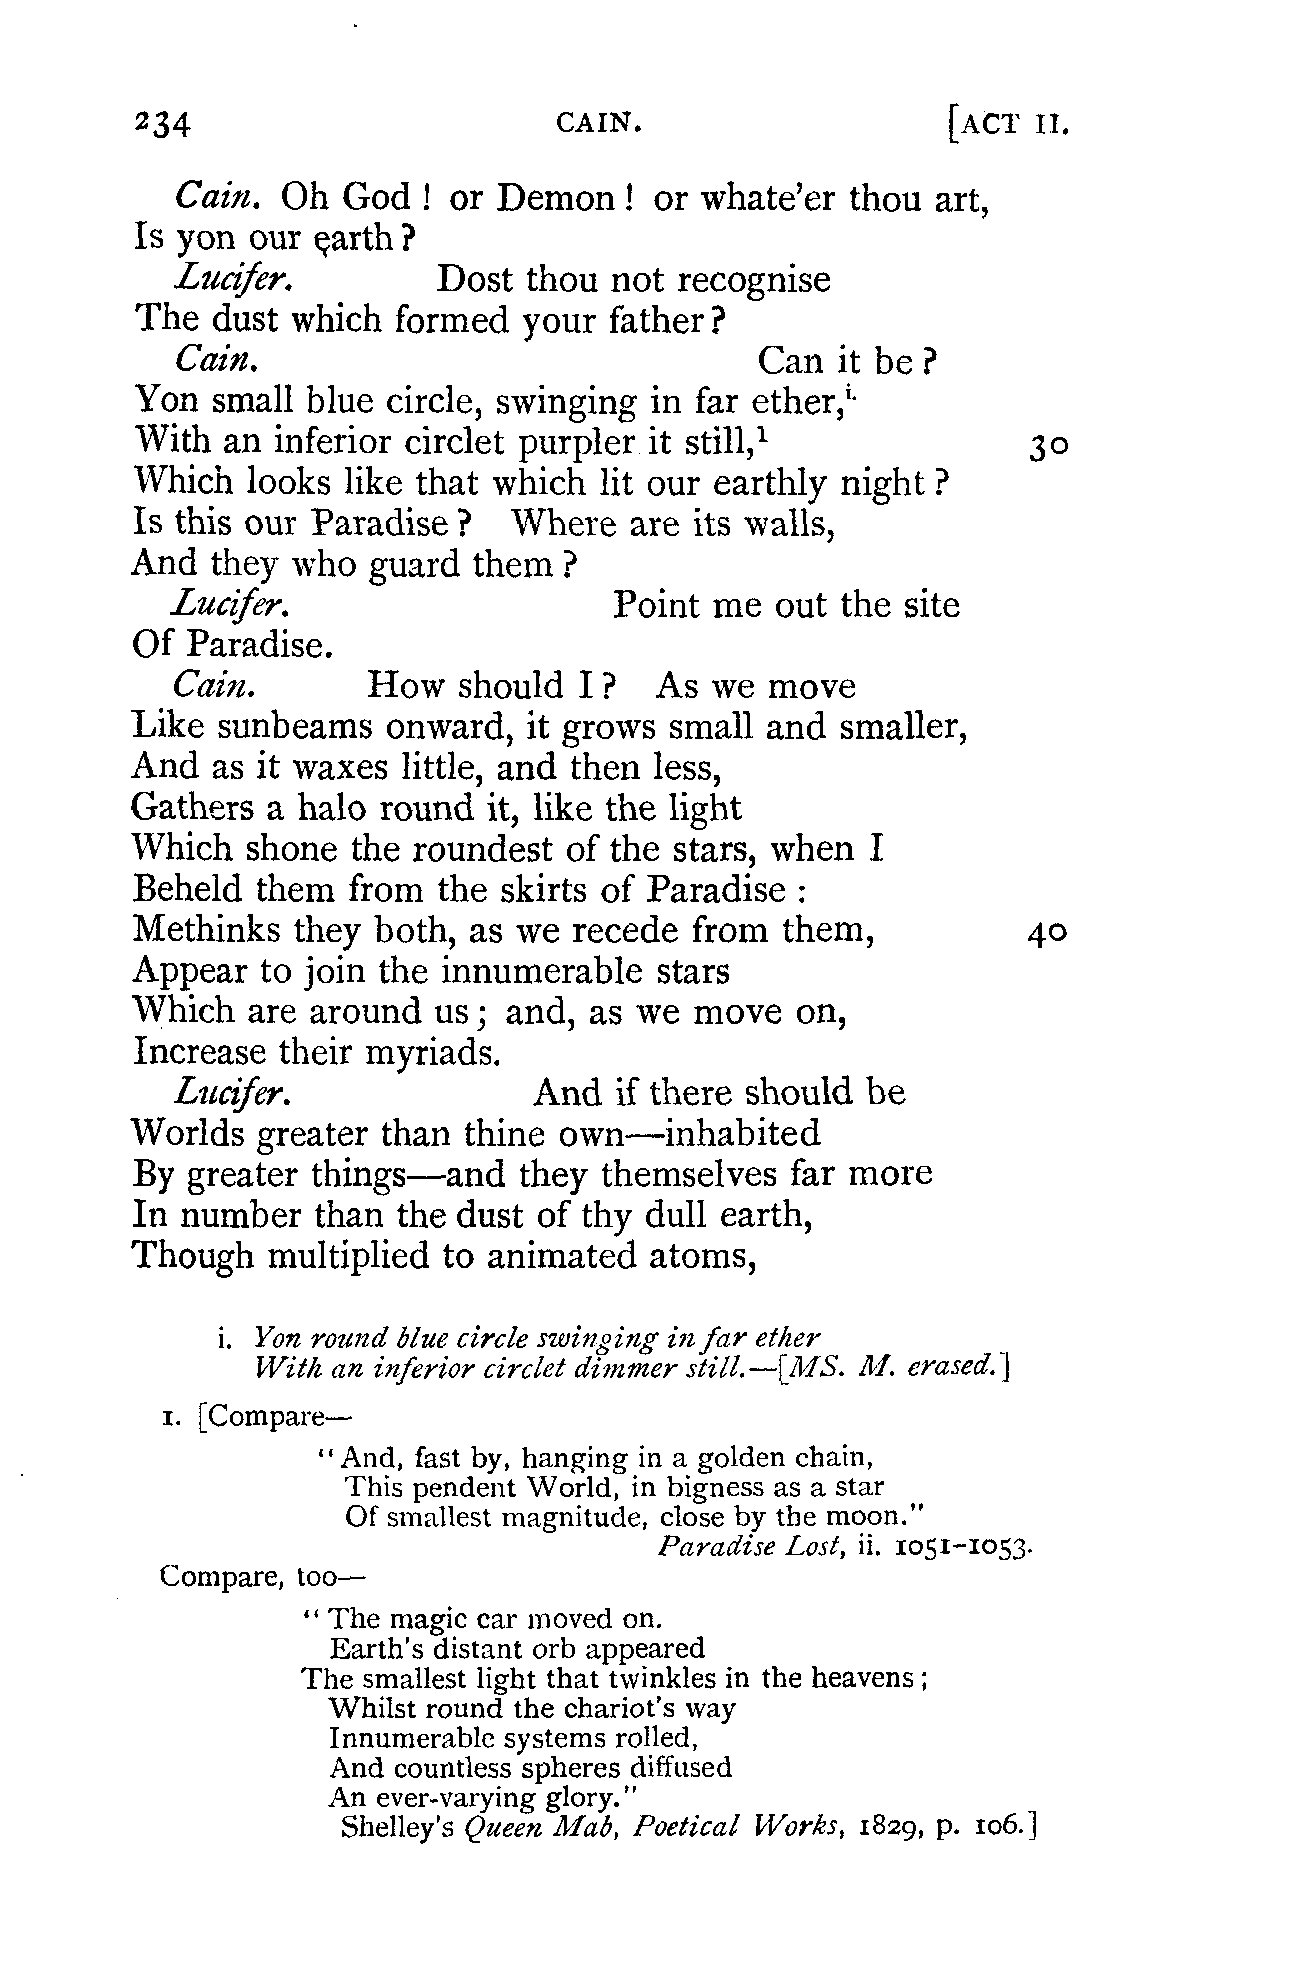 234 CAIN. [ACT II.
Cain. Oh God ! or Demon ! or whate'er thou art,
Is yon our earth ?
Lucifer. Dost thou not recognise
The dust which formed your father ?
Cain. Can it be ?
Yon small blue circle, swinging in far ether,i.
With an inferior circlet purpler it still,1 30
Which looks like that which lit our earthly night ?
Is this our Paradise ? Where are its walls,
And they who guard them ?
Lucifer. Point me out the site
Of Paradise.
Cain. How should I ? As we move
Like sunbeams onward, it grows small and smaller,
And as it waxes little, and then less,
Gathers a halo round it, like the light
Which shone the roundest of the stars, when I
Beheld them from the skirts of Paradise :
Methinks they both, as we recede from them, 40
Appear to join the innumerable stars
Which are around us ; and, as we move on,
Increase their myriads.
Lucifer. And if there should be
Worlds greater than thine own—inhabited
By greater things—and they themselves far more
In number than the dust of thy dull earth,
Though multiplied to animated atoms,
i. Yon round blue circle swinging in far ether
With an inferior circlet dimmer still.—[MS. M. erased.]
1. [Compare—
"And, fast by, hanging in a golden chain,
This pendent World, in bigness as a star
Of smallest magnitude, close by the moon."
Paradise Lost, ii. 1051-1053.
Compare, too—
"The magic car moved on.
Earth's distant orb appeared
The smallest light that twinkles in the heavens ;
Whilst round the chariot's way
Innumerable systems rolled,
And countless spheres diffused
An ever-varying glory."
Shelley's Queen Mab, Poetical Works, 1829, p. 106.]